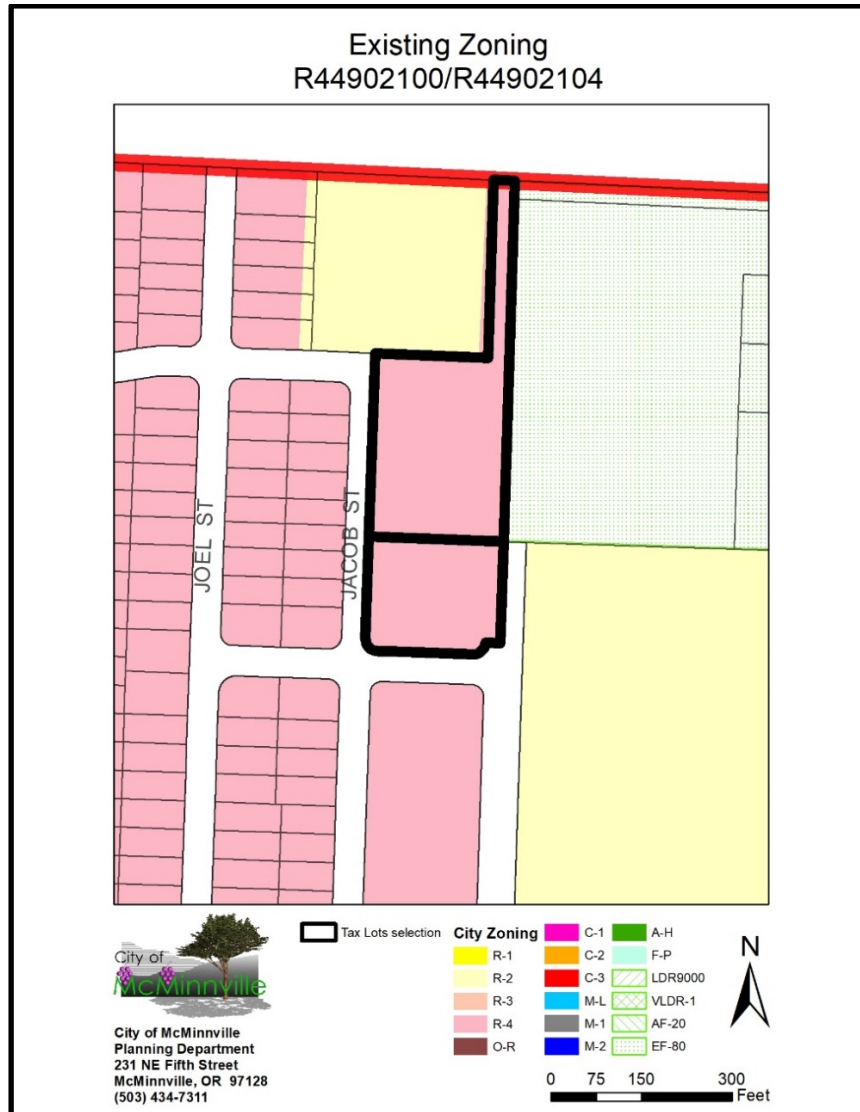 Existing Zoning
R44902100/R44902104
JOEL ST
JACOB ST
Tax Lots selection
City Zoning
R-1
R-2
R-3
R-4
O-R
C-1
C-2
C-3
M-L
M-1
M-2
A-H
F-P
LDR9000
VLDR-1
AF-20
EF-80
N
0 75 150 300
Feet
City of
McMinnville
City of McMinnville
Planning Department
231 NE Fifth Street
McMinnville, OR 97128
(503) 434-7311